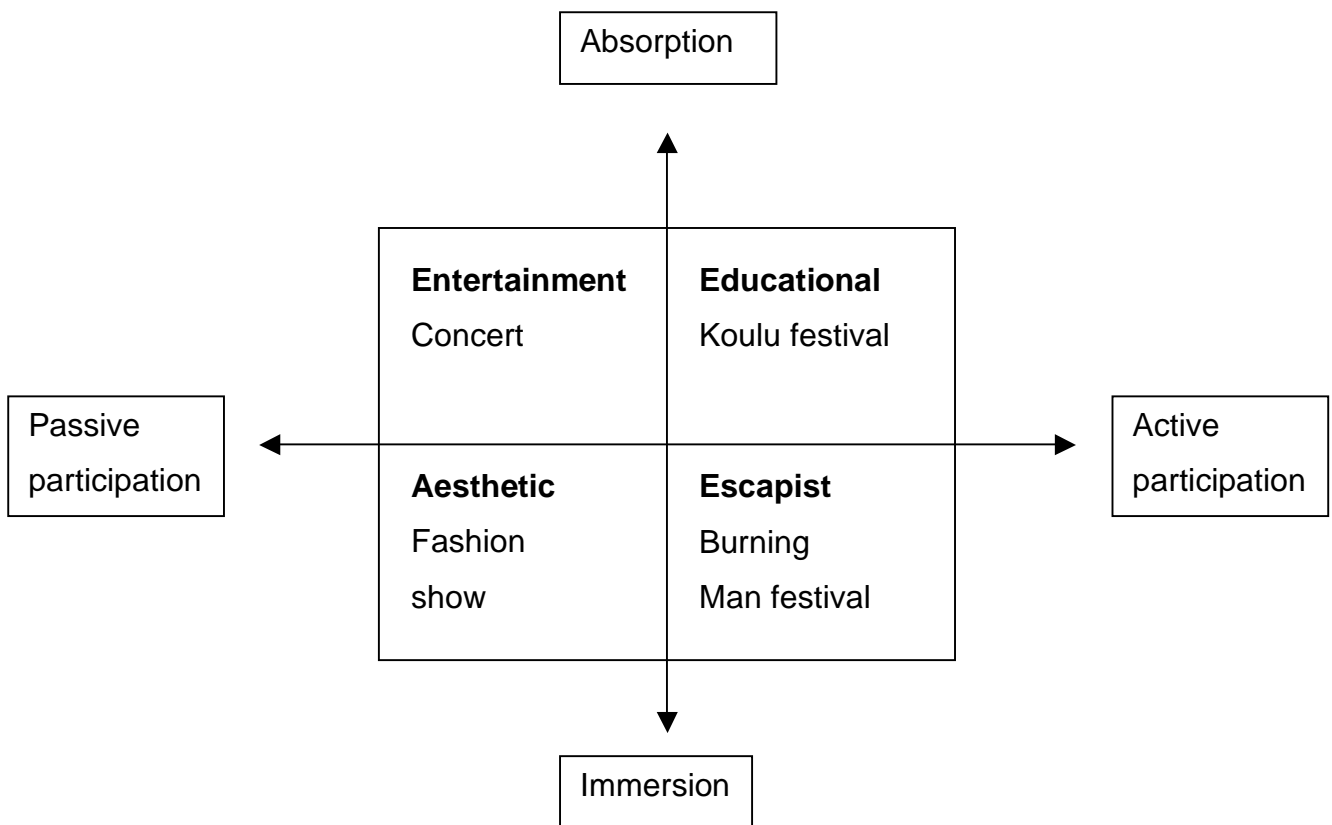 Absorption
Entertainment
Concert
Educational
Koulu festival
Passive
participation
Active
participation
Aesthetic
Fashion
show
Escapist
Burning
Man festival
Immersion